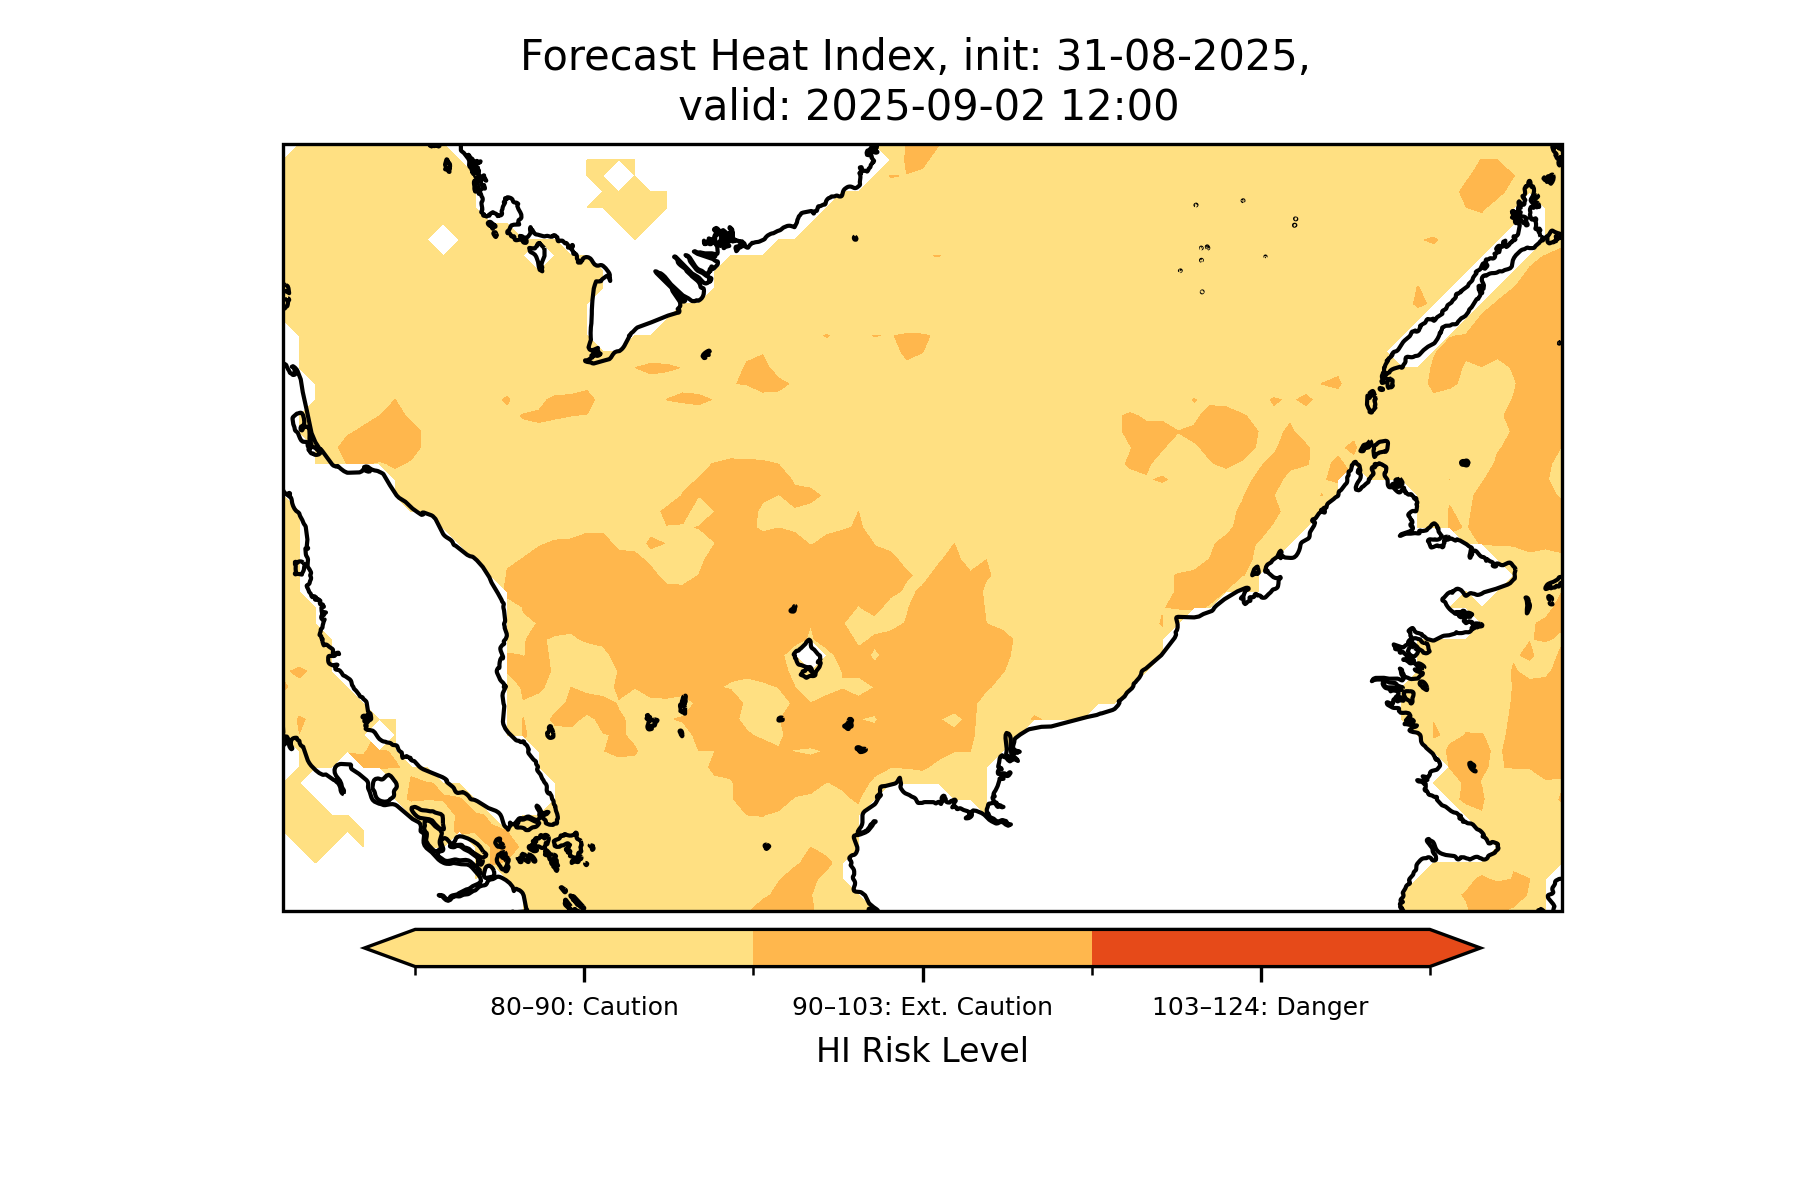 Forecast Heat Index, init: 31-08-2025,
valid: 2025-09-02 12:00
80–90: Caution
90–103: Ext. Caution
103–124: Danger
HI Risk Level